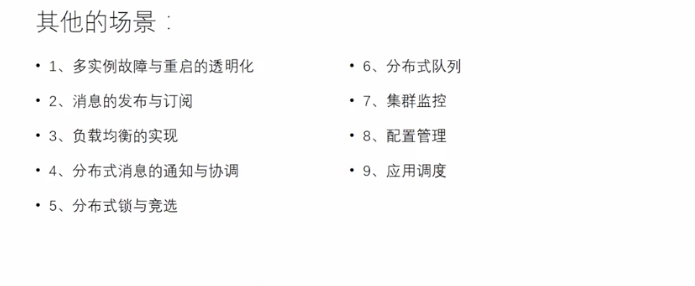 其他的场景：
• 1、多实例故障与重启的透明化
• 2、消息的发布与订阅
• 3、负载均衡的实现
• 4、分布式消息的通知与协调
• 5、分布式锁与竞选
• 6、分布式队列
• 7、集群监控
• 8、配置管理
• 9、应用调度